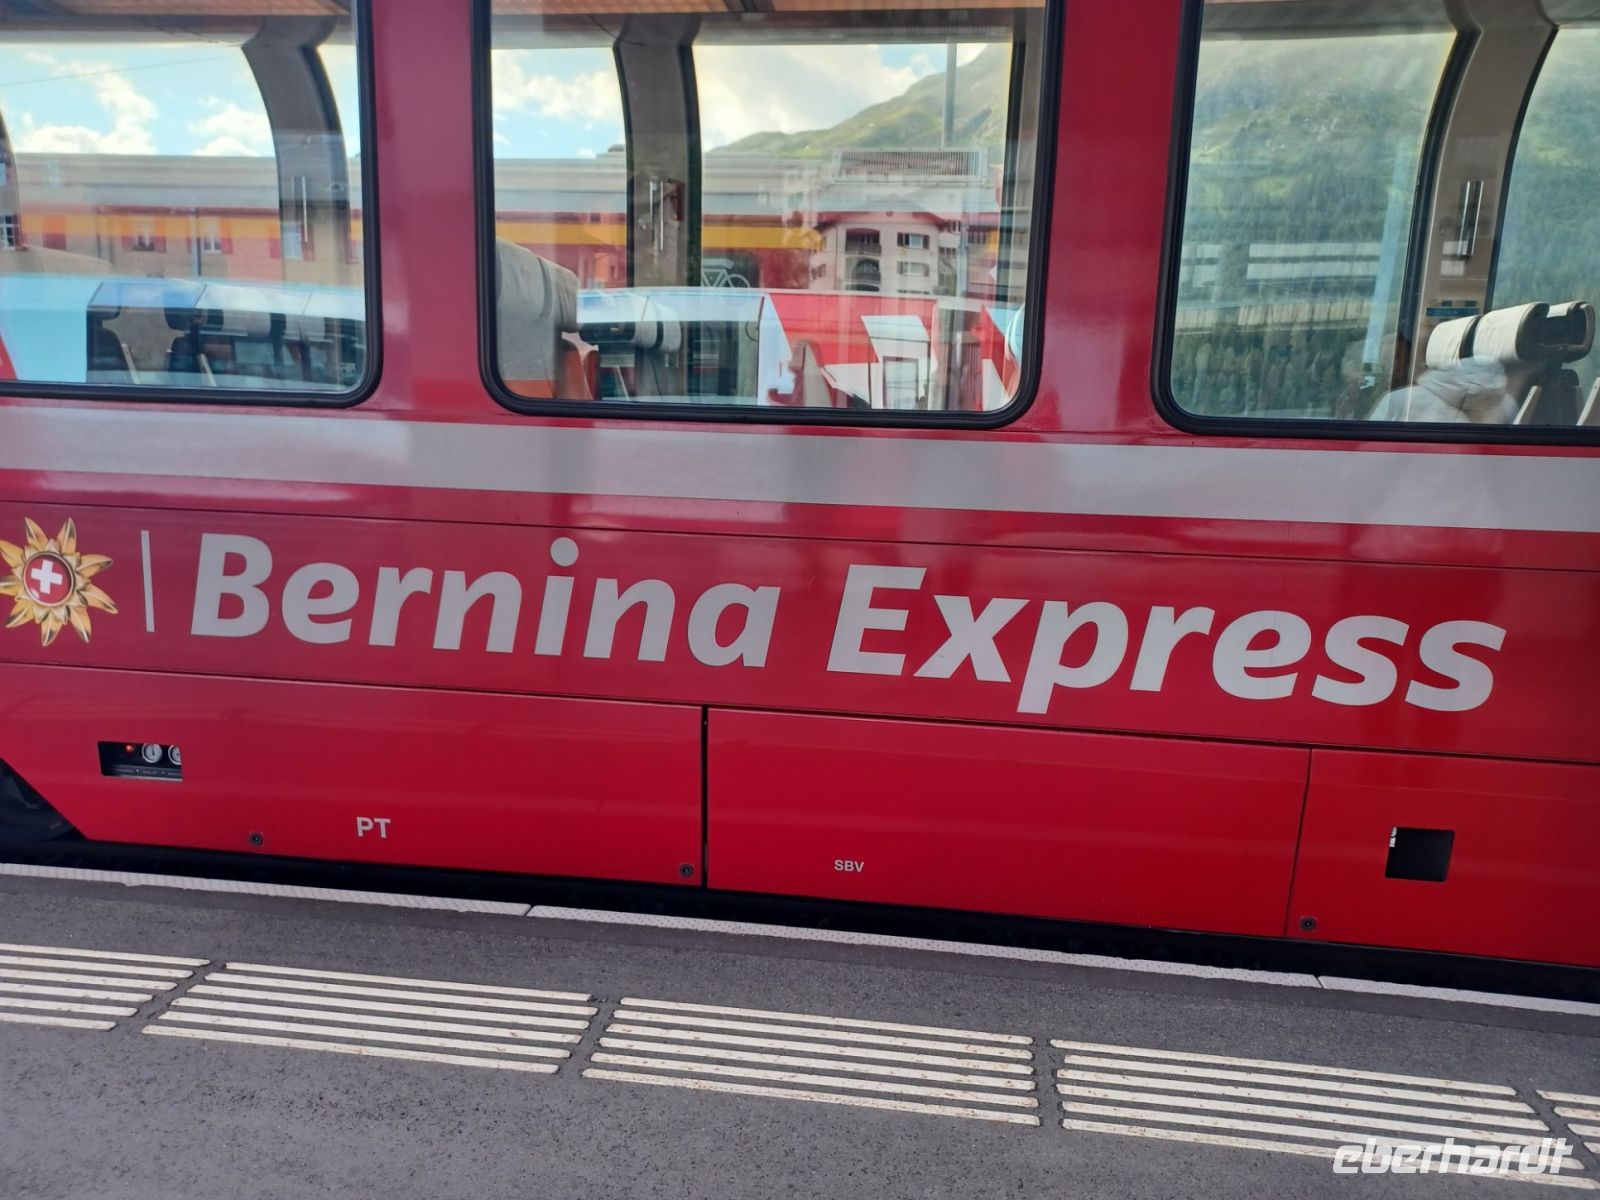 Bernina Express
PT
SBV
eberhardt